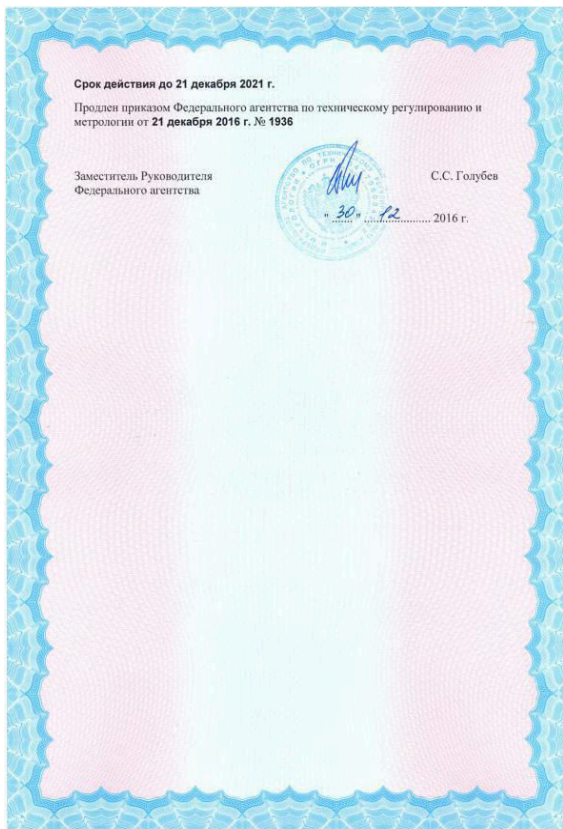 Срок действия до 21 декабря 2021 г.
Продлен приказом Федерального агентства по техническому регулированию и
метрологии от 21 декабря 2016 г. № 1936
Заместитель Руководителя
Федерального агентства
С.С. Голубев
" 30 " 12 2016 г.